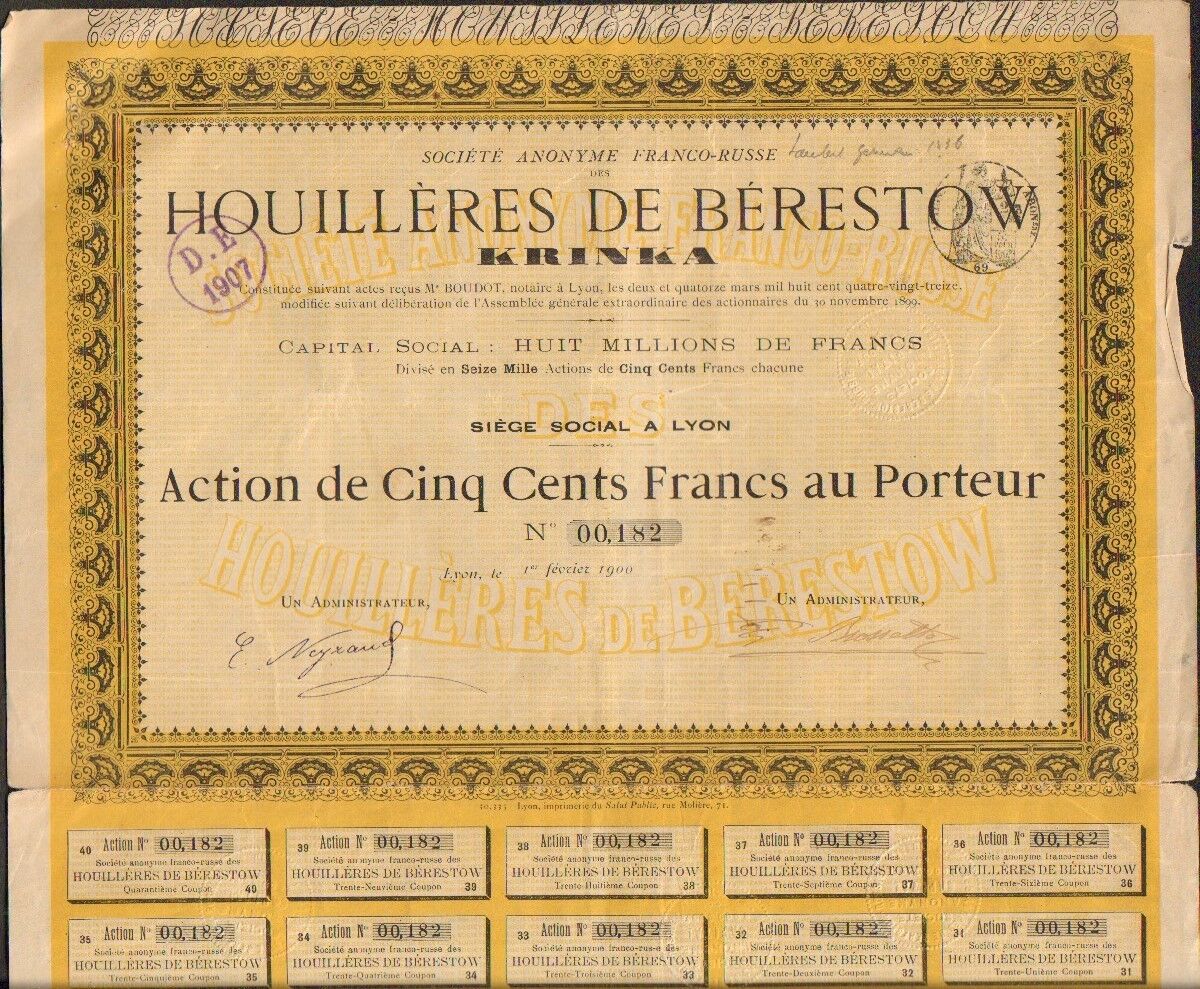 SOCIÉTÉ ANONYME FRANCO-RUSSE
DES
HOUILLÈRES DE BÉRESTOW
KRINKA
D.E
1907
69
Constituée suivant actes reçus Me BOUDOT, notaire à Lyon, les deux et quatorze mars mil huit cent quatre-vingt-treize,
modifiée suivant délibération de l'Assemblée générale extraordinaire des actionnaires du 30 novembre 1899.
CAPITAL SOCIAL : HUIT MILLIONS DE FRANCS
Divisé en Seize Mille Actions de Cinq Cents Francs chacune
SIÈGE SOCIAL A LYON
Action de Cinq Cents Francs au Porteur
N° 00,182
Lyon, le 1er février 1900
UN ADMINISTRATEUR, UN ADMINISTRATEUR,
E. Neyrand
SOCIÉTÉ ANONYME FRANCO-RUSSE
DES
HOUILLÈRES DE BERESTOW
Lyon, imprimerie du Salut Public, rue Molière, 71.
40 Action N° 00,182
Société anonyme franco-russe des
HOUILLÈRES DE BÉRESTOW
Quarantième Coupon 40
39 Action N° 00,182
Société anonyme franco-russe des
HOUILLÈRES DE BÉRESTOW
Trente-Neuvième Coupon 39
38 Action N° 00,182
Société anonyme franco-russe des
HOUILLÈRES DE BÉRESTOW
Trente-Huitième Coupon 38
37 Action N° 00,182
Société anonyme franco-russe des
HOUILLÈRES DE BÉRESTOW
Trente-Septième Coupon 37
36 Action N° 00,182
Société anonyme franco-russe des
HOUILLÈRES DE BÉRESTOW
Trente-Sixième Coupon 36
35 Action N° 00,182
Société anonyme franco-russe des
HOUILLÈRES DE BÉRESTOW
Trente-Cinquième Coupon 35
34 Action N° 00,182
Société anonyme franco-russe des
HOUILLÈRES DE BÉRESTOW
Trente-Quatrième Coupon 34
33 Action N° 00,182
Société anonyme franco-russe des
HOUILLÈRES DE BÉRESTOW
Trente-Troisième Coupon 33
32 Action N° 00,182
Société anonyme franco-russe des
HOUILLÈRES DE BÉRESTOW
Trente-Deuxième Coupon 32
31 Action N° 00,182
Société anonyme franco-russe des
HOUILLÈRES DE BÉRESTOW
Trente-Unième Coupon 31